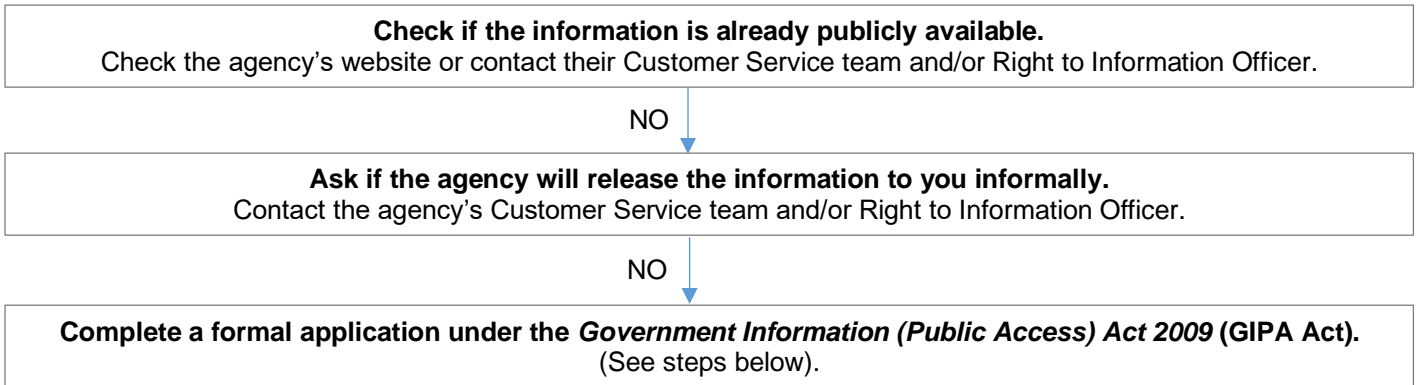 Check if the information is already publicly available.
Check the agency’s website or contact their Customer Service team and/or Right to Information Officer.
NO
Ask if the agency will release the information to you informally.
Contact the agency’s Customer Service team and/or Right to Information Officer.
NO
Complete a formal application under the Government Information (Public Access) Act 2009 (GIPA Act).
(See steps below).